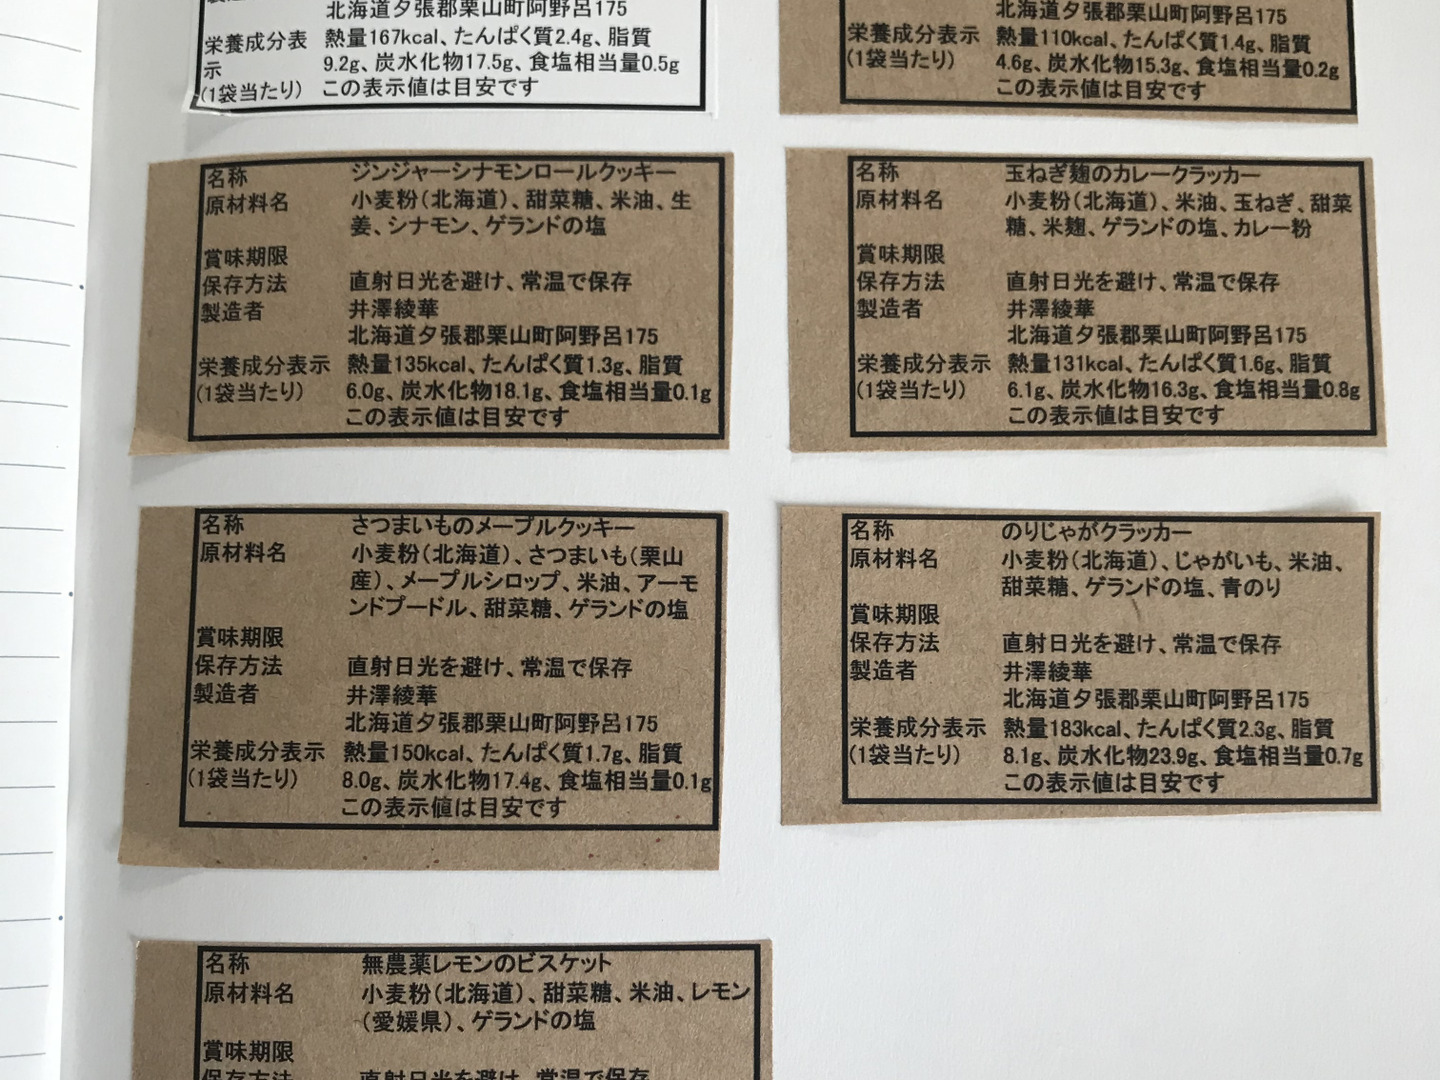 北海道夕張郡栗山町阿野呂175
栄養成分表 熱量167kcal、たんぱく質2.4g、脂質
示 9.2g、炭水化物17.5g、食塩相当量0.5g
(1袋当たり) この表示値は目安です
北海道夕張郡栗山町阿野呂175
栄養成分表示 熱量110kcal、たんぱく質1.4g、脂質
(1袋当たり) 4.6g、炭水化物15.3g、食塩相当量0.2g
この表示値は目安です
名称 ジンジャーシナモンロールクッキー
原材料名 小麦粉(北海道)、甜菜糖、米油、生
姜、シナモン、ゲランドの塩
賞味期限
保存方法 直射日光を避け、常温で保存
製造者 井澤綾華
北海道夕張郡栗山町阿野呂175
栄養成分表示 熱量135kcal、たんぱく質1.3g、脂質
(1袋当たり) 6.0g、炭水化物18.1g、食塩相当量0.1g
この表示値は目安です
名称 玉ねぎ麹のカレークラッカー
原材料名 小麦粉(北海道)、米油、玉ねぎ、甜菜
糖、米麹、ゲランドの塩、カレー粉
賞味期限
保存方法 直射日光を避け、常温で保存
製造者 井澤綾華
北海道夕張郡栗山町阿野呂175
栄養成分表示 熱量131kcal、たんぱく質1.6g、脂質
(1袋当たり) 6.1g、炭水化物16.3g、食塩相当量0.8g
この表示値は目安です
名称 さつまいものメープルクッキー
原材料名 小麦粉(北海道)、さつまいも(栗山
産)、メープルシロップ、米油、アーモ
ンドプードル、甜菜糖、ゲランドの塩
賞味期限
保存方法 直射日光を避け、常温で保存
製造者 井澤綾華
北海道夕張郡栗山町阿野呂175
栄養成分表示 熱量150kcal、たんぱく質1.7g、脂質
(1袋当たり) 8.0g、炭水化物17.4g、食塩相当量0.1g
この表示値は目安です
名称 のりじゃがクラッカー
原材料名 小麦粉(北海道)、じゃがいも、米油、
甜菜糖、ゲランドの塩、青のり
賞味期限
保存方法 直射日光を避け、常温で保存
製造者 井澤綾華
北海道夕張郡栗山町阿野呂175
栄養成分表示 熱量183kcal、たんぱく質2.3g、脂質
(1袋当たり) 8.1g、炭水化物23.9g、食塩相当量0.7g
この表示値は目安です
名称 無農薬レモンのビスケット
原材料名 小麦粉(北海道)、甜菜糖、米油、レモン
(愛媛県)、ゲランドの塩
賞味期限
保存方法 直射日光を避け、常温で保存